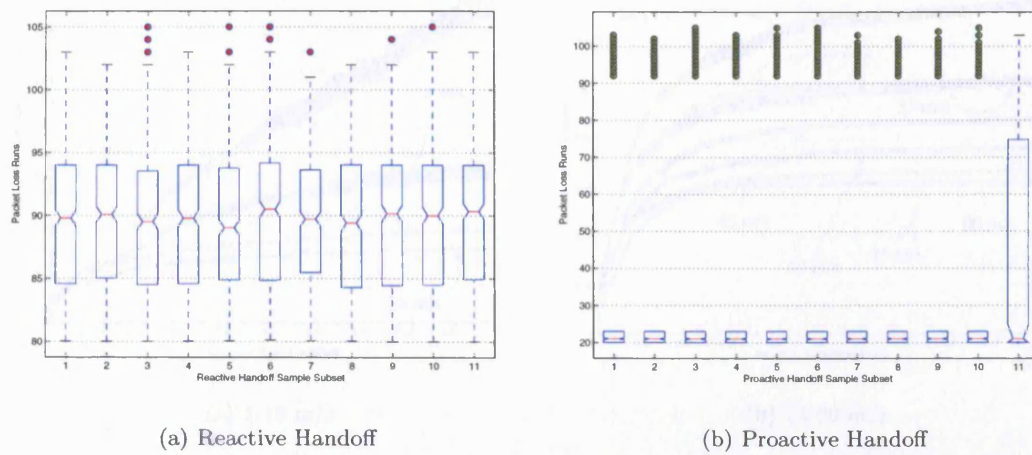 105
100
95
90
85
80
Packet Loss Runs
1 2 3 4 5 6 7 8 9 10 11
Reactive Handoff Sample Subset
(a) Reactive Handoff
100
90
80
70
60
50
40
30
20
Packet Loss Runs
1 2 3 4 5 6 7 8 9 10 11
Proactive Handoff Sample Subset
(b) Proactive Handoff